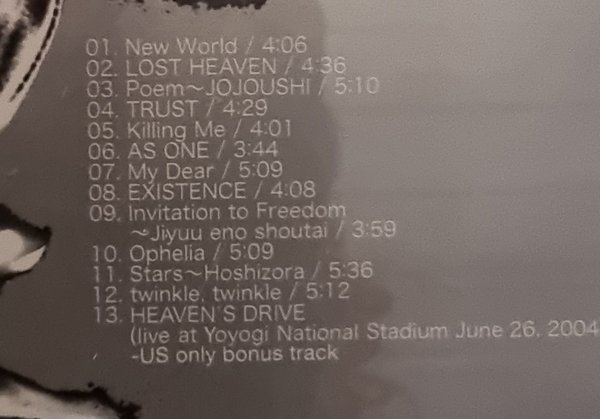 01. New World / 4:06
02. LOST HEAVEN / 4:36
03. Poem~JOJOUSHI / 5:10
04. TRUST / 4:29
05. Killing Me / 4:01
06. AS ONE / 3:44
07. My Dear / 5:09
08. EXISTENCE / 4:08
09. Invitation to Freedom
~Jiyuu eno shoutai / 3:59
10. Ophelia / 5:09
11. Stars~Hoshizora / 5:36
12. twinkle, twinkle / 5:12
13. HEAVEN'S DRIVE
(live at Yoyogi National Stadium June 26. 2004
-US only bonus track